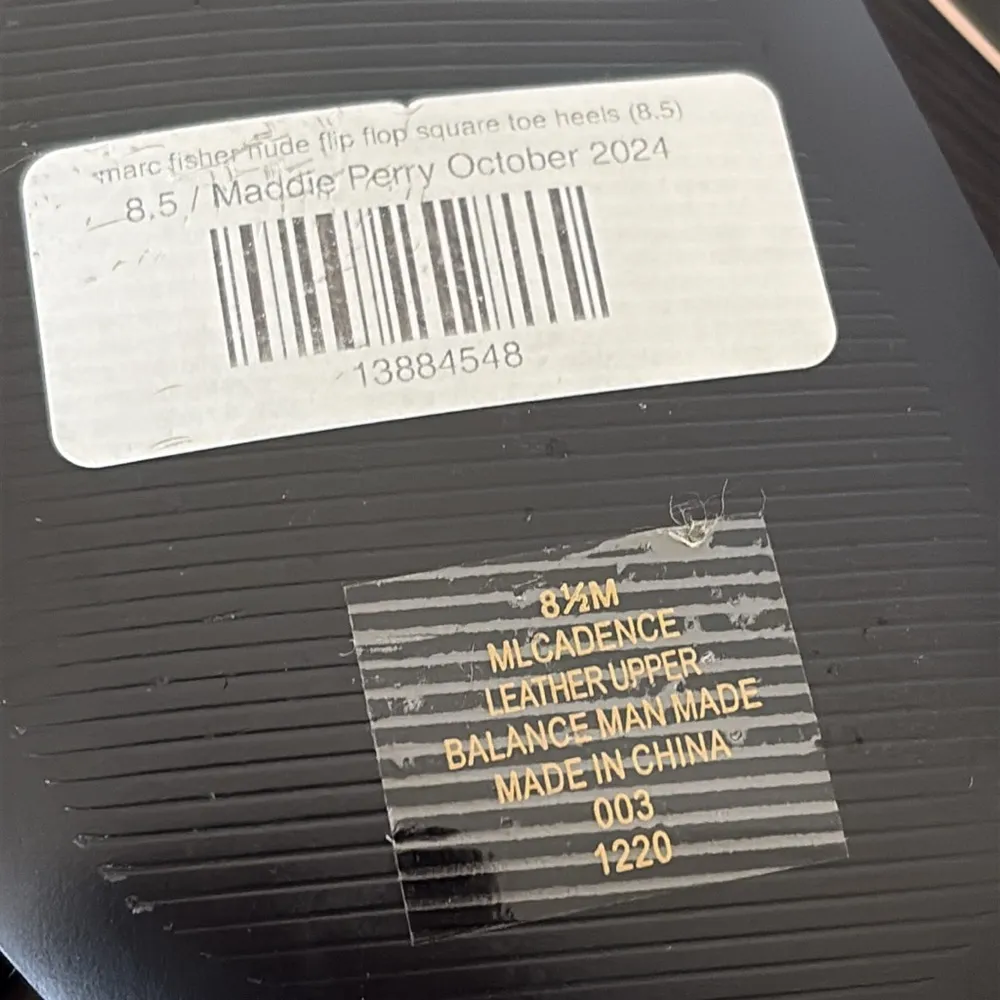 marc fisher nude flip flop square toe heels (8.5)
8.5 / Maddie Perry October 2024
13884548
8½M
MLCADENCE
LEATHER UPPER
BALANCE MAN MADE
MADE IN CHINA
003
1220